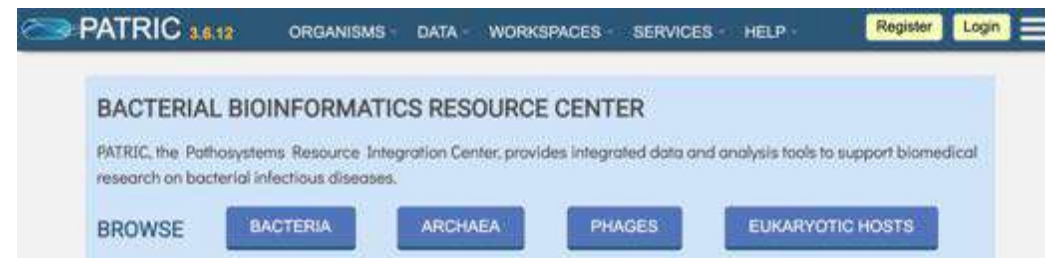 PATRIC 3.6.12 ORGANISMS DATA WORKSPACES SERVICES HELP Register Login
BACTERIAL BIOINFORMATICS RESOURCE CENTER
PATRIC, the Pathosystems Resource Integration Center, provides integrated data and analysis tools to support biomedical
research on bacterial infectious diseases.
BROWSE BACTERIA ARCHAEA PHAGES EUKARYOTIC HOSTS